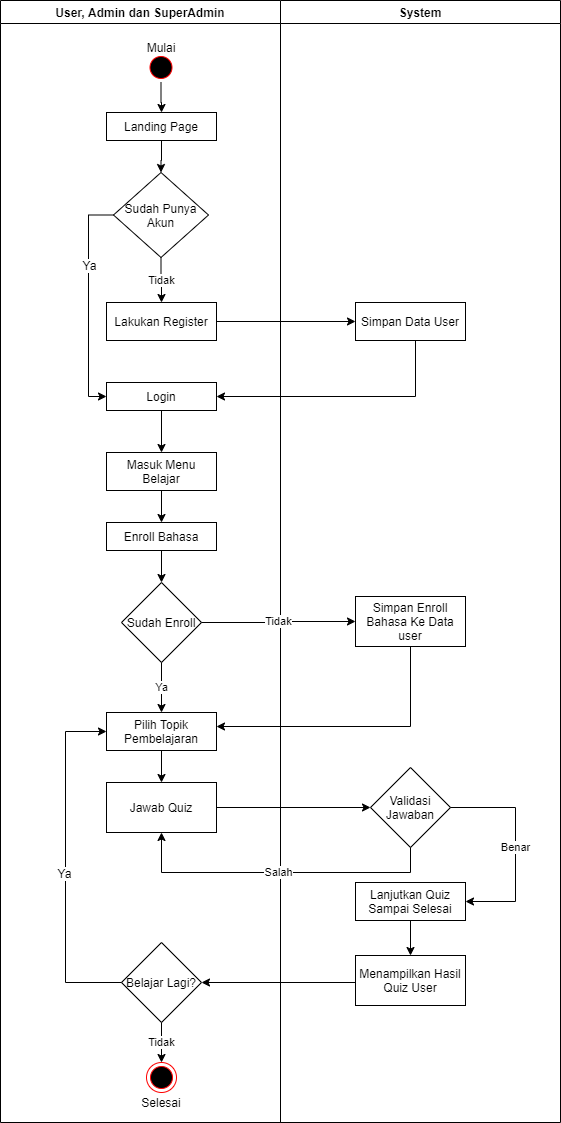 User, Admin dan SuperAdmin
System
Mulai
Landing Page
Sudah Punya
Akun
Ya
Tidak
Lakukan Register
Simpan Data User
Login
Masuk Menu
Belajar
Enroll Bahasa
Sudah Enroll
Tidak
Simpan Enroll
Bahasa Ke Data
user
Ya
Pilih Topik
Pembelajaran
Jawab Quiz
Validasi
Jawaban
Benar
Salah
Ya
Lanjutkan Quiz
Sampai Selesai
Belajar Lagi?
Menampilkan Hasil
Quiz User
Tidak
Selesai